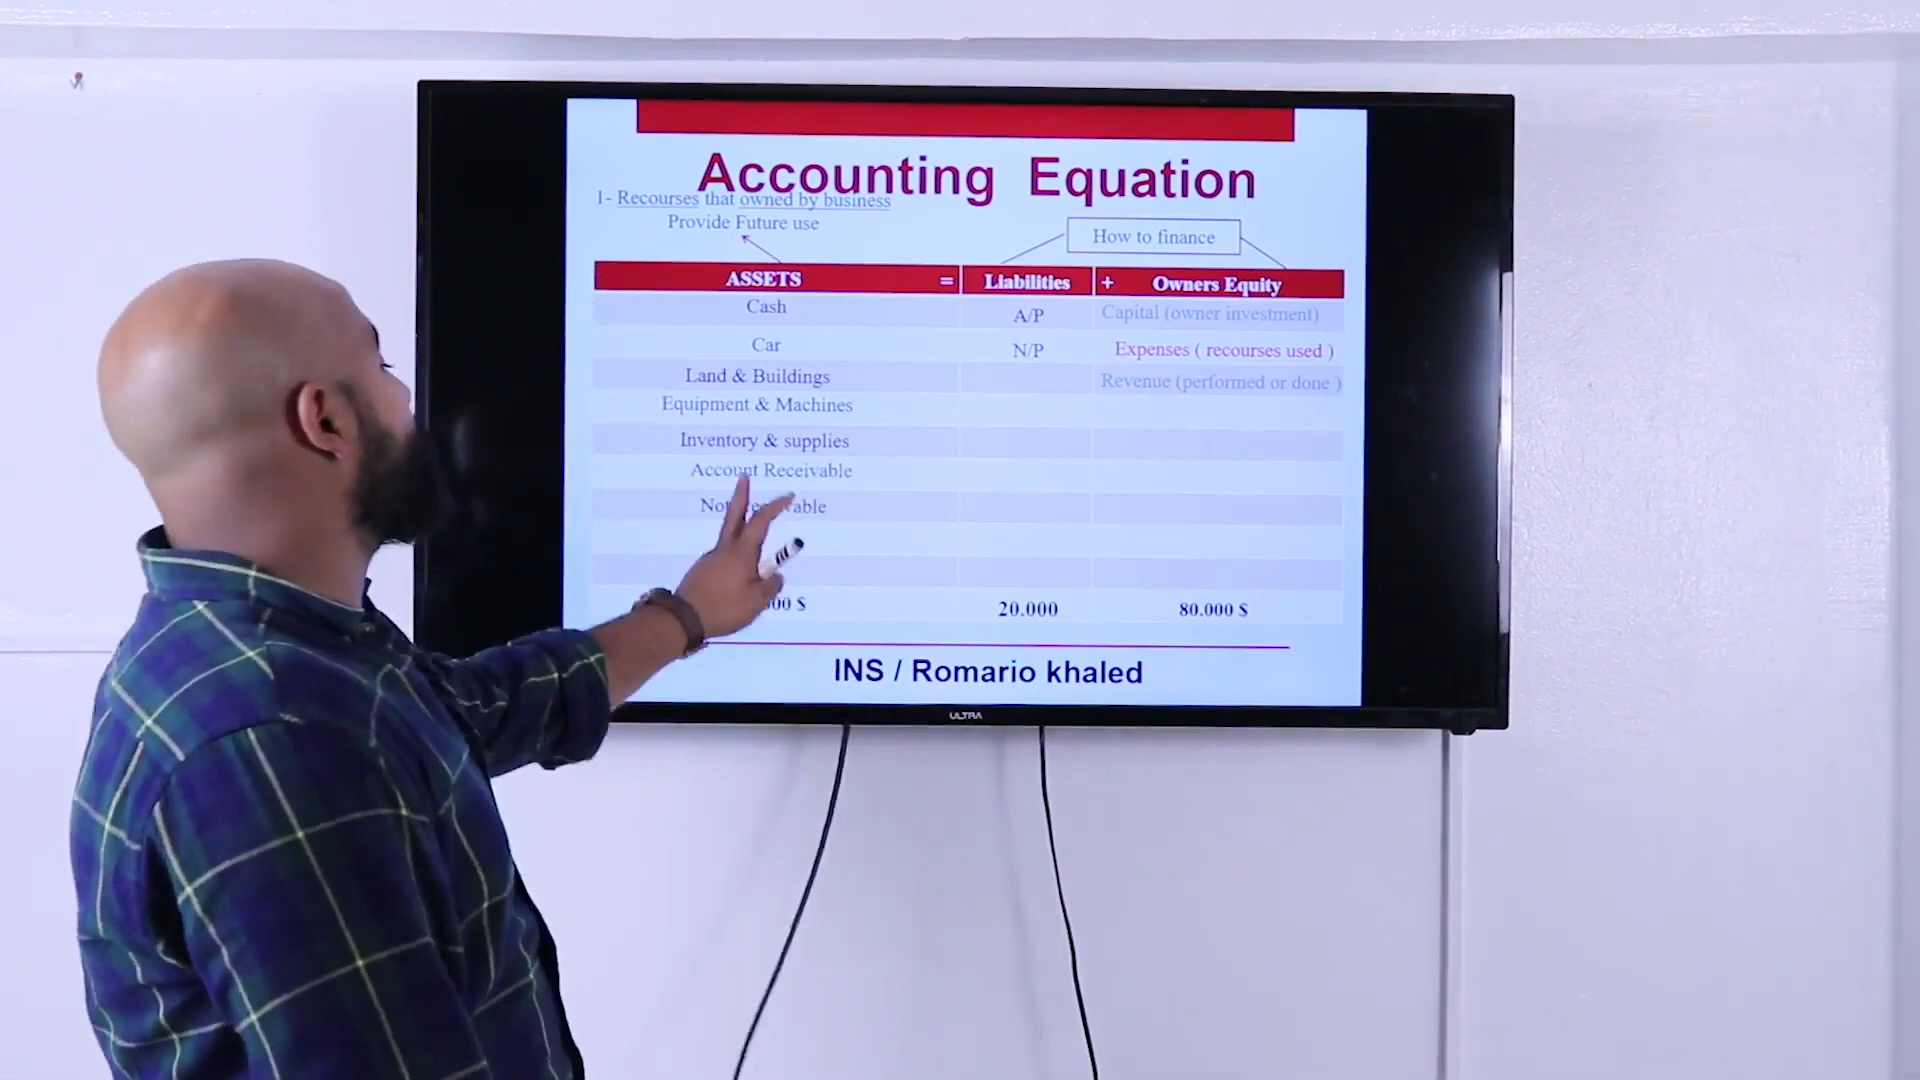 Accounting Equation
1- Recourses that owned by business
Provide Future use
How to finance
ASSETS = Liabilities + Owners Equity
Cash A/P Capital (owner investment)
Car N/P Expenses ( recourses used )
Land & Buildings Revenue (performed or done )
Equipment & Machines
Inventory & supplies
Account Receivable
$ 20.000 80.000 $
INS / Romario khaled
ULTRA